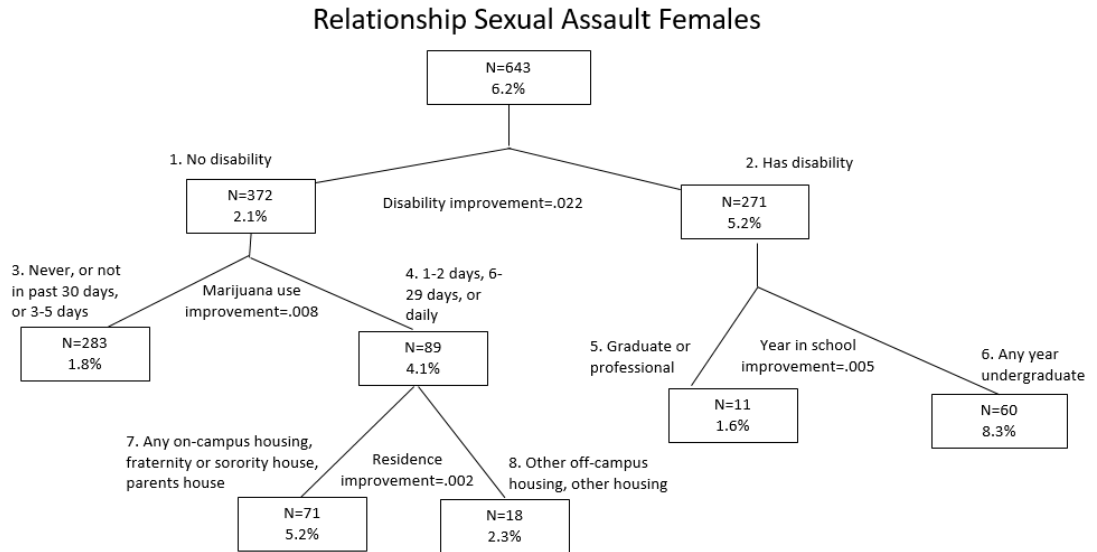 Relationship Sexual Assault Females
N=643
6.2%
1. No disability
2. Has disability
N=372
2.1%
Disability improvement=.022
N=271
5.2%
3. Never, or not
in past 30 days,
or 3-5 days
Marijuana use
improvement=.008
4. 1-2 days, 6-
29 days, or
daily
N=283
1.8%
N=89
4.1%
5. Graduate or
professional
Year in school
improvement=.005
6. Any year
undergraduate
N=11
1.6%
N=60
8.3%
7. Any on-campus housing,
fraternity or sorority house,
parents house
Residence
improvement=.002
8. Other off-campus
housing, other housing
N=71
5.2%
N=18
2.3%